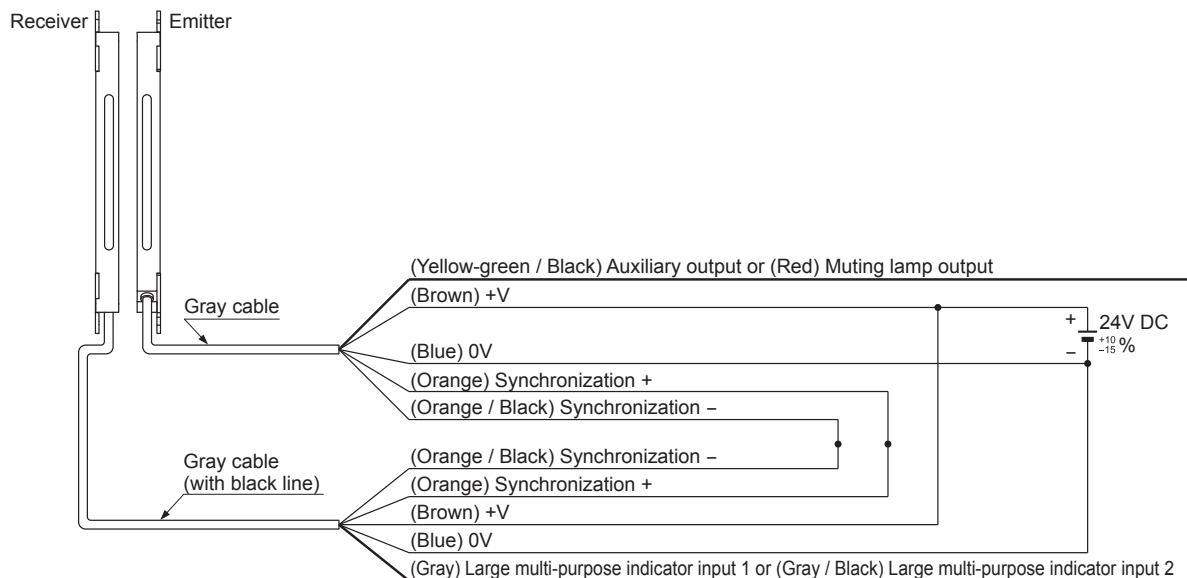 Receiver
Emitter
(Yellow-green / Black) Auxiliary output or (Red) Muting lamp output
(Brown) +V
Gray cable
+
24V DC
+10
−15 %
−
(Blue) 0V
(Orange) Synchronization +
(Orange / Black) Synchronization −
Gray cable
(with black line)
(Orange / Black) Synchronization −
(Orange) Synchronization +
(Brown) +V
(Blue) 0V
(Gray) Large multi-purpose indicator input 1 or (Gray / Black) Large multi-purpose indicator input 2